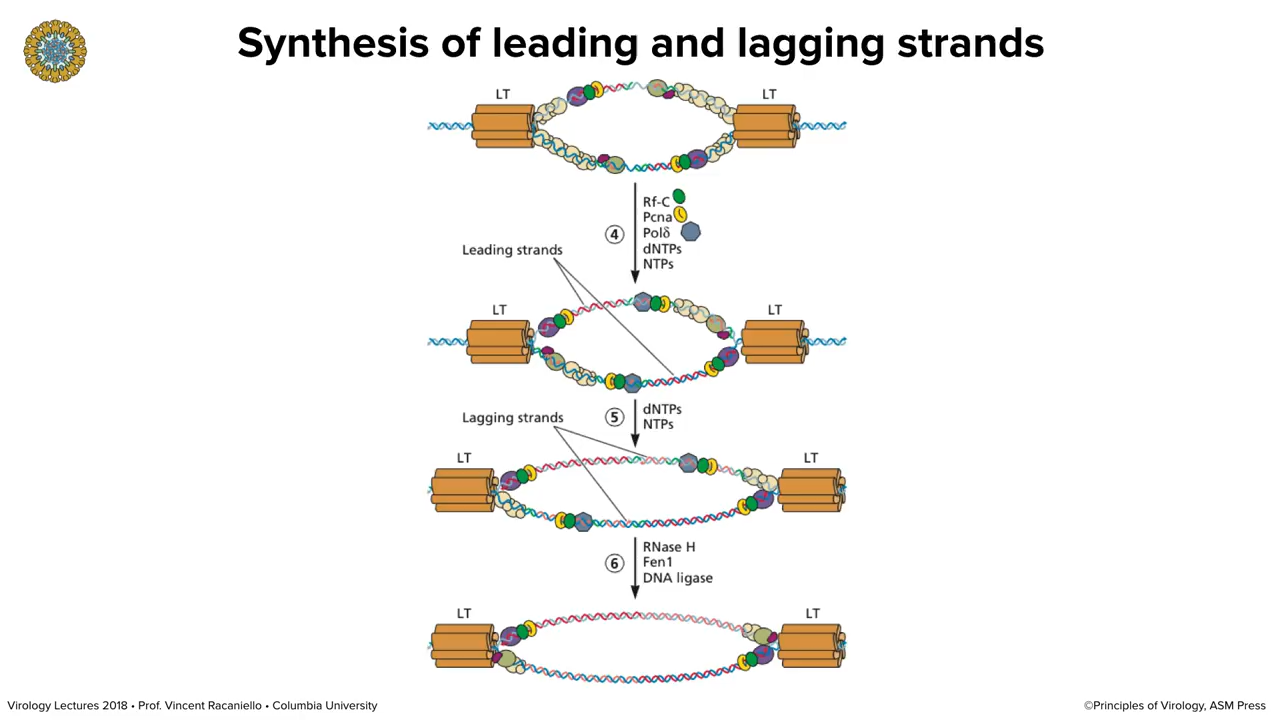 Synthesis of leading and lagging strands
LT
LT
Rf-C
Pcna
Polδ
dNTPs
NTPs
④
Leading strands
LT
LT
⑤
dNTPs
NTPs
Lagging strands
LT
LT
⑥
RNase H
Fen1
DNA ligase
LT
LT
Virology Lectures 2018 • Prof. Vincent Racaniello • Columbia University
©Principles of Virology, ASM Press